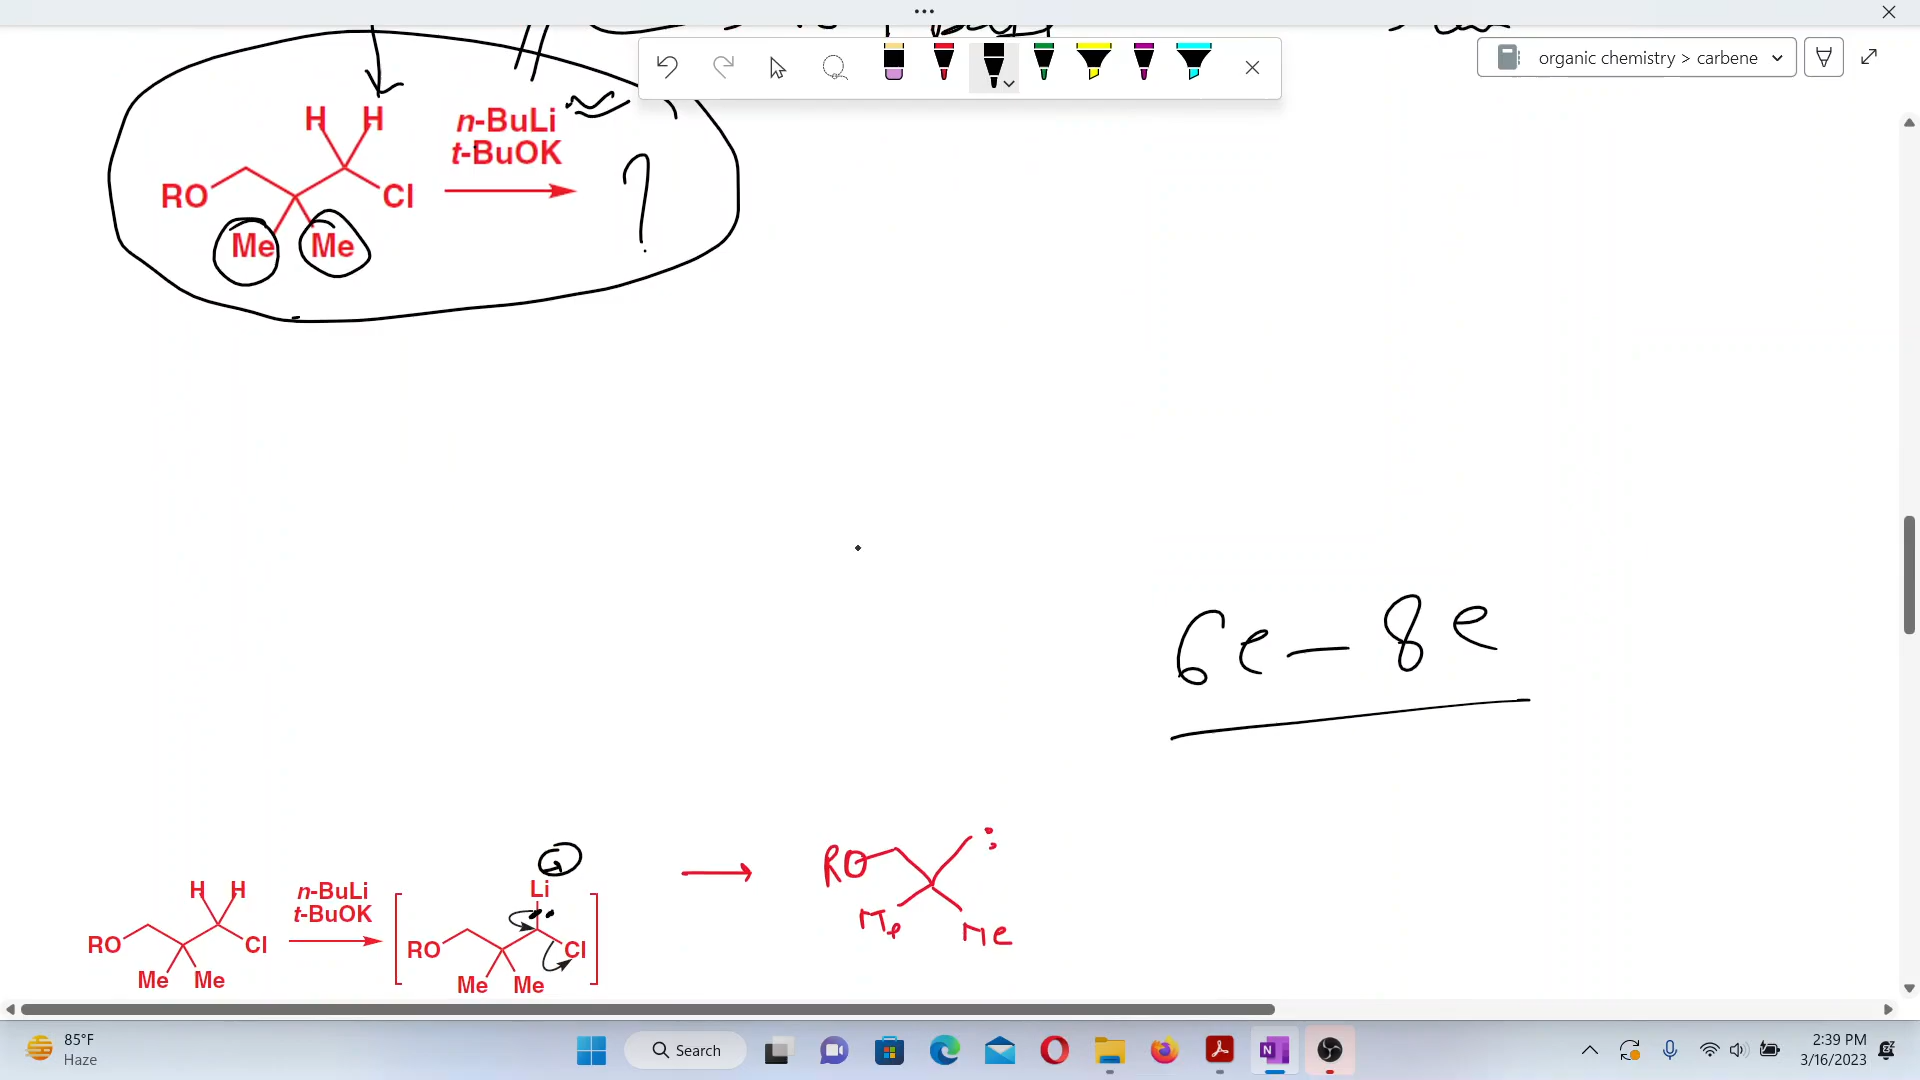 organic chemistry > carbene
H H
n-BuLi
t-BuOK
?
RO
Cl
Me Me
6e - 8e
H H
n-BuLi
t-BuOK
RO
Cl
Me Me
Li
RO
Cl
Me Me
RO
:
Me
Me
85°F
Haze
Search
2:39 PM
3/16/2023